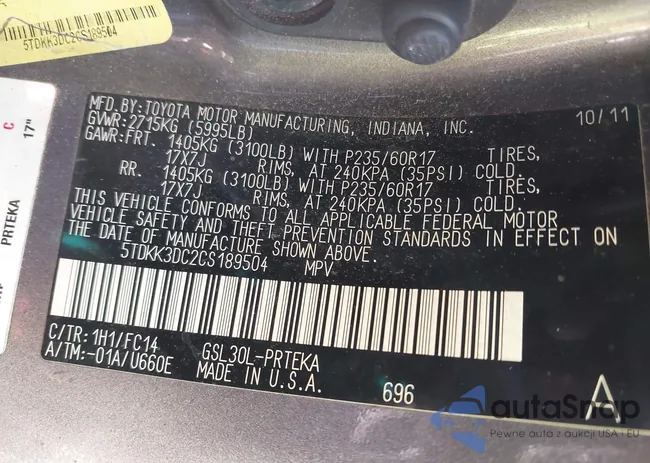 5TDKK3DC2CS189504
C
17"
PRTEKA
MFD.BY:TOYOTA MOTOR MANUFACTURING, INDIANA, INC. 10/11
GVWR:2715KG (5995LB)
GAWR:FRT. 1405KG (3100LB) WITH P235/60R17 TIRES,
17X7J RIMS, AT 240KPA (35PSI) COLD.
RR. 1405KG (3100LB) WITH P235/60R17 TIRES,
17X7J RIMS, AT 240KPA (35PSI) COLD.
THIS VEHICLE CONFORMS TO ALL APPLICABLE FEDERAL MOTOR
VEHICLE SAFETY AND THEFT PREVENTION STANDARDS IN EFFECT ON
THE DATE OF MANUFACTURE SHOWN ABOVE.
5TDKK3DC2CS189504 MPV
C/TR:1H1/FC14 GSL30L-PRTEKA
A/TM:-01A/U660E MADE IN U.S.A. 696 A
autaSnap
Pewne auta z aukcji USA i EU